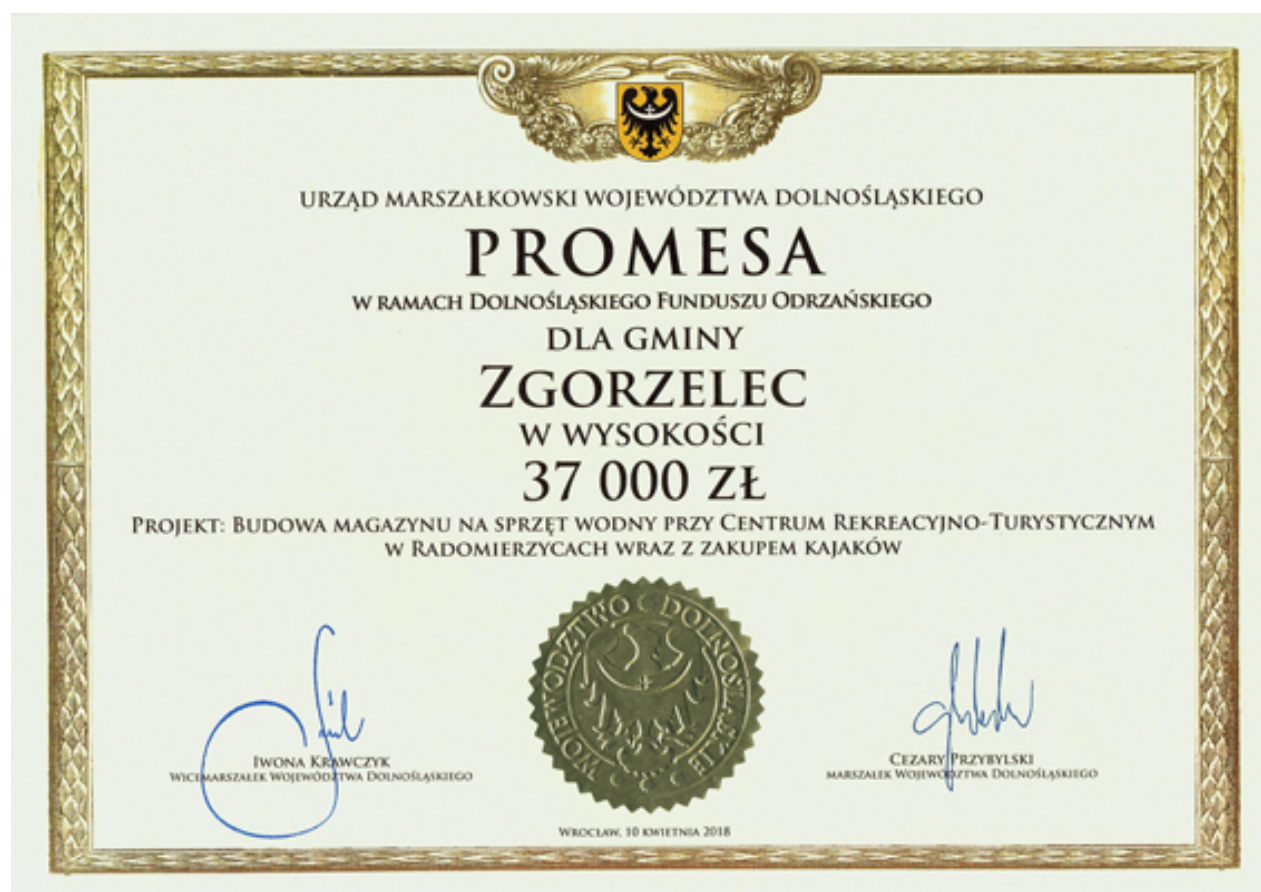 URZĄD MARSZAŁKOWSKI WOJEWÓDZTWA DOLNOŚLĄSKIEGO
PROMESA
W RAMACH DOLNOŚLĄSKIEGO FUNDUSZU ODRZAŃSKIEGO
DLA GMINY
ZGORZELEC
W WYSOKOŚCI
37 000 ZŁ
PROJEKT: BUDOWA MAGAZYNU NA SPRZĘT WODNY PRZY CENTRUM REKREACYJNO-TURYSTYCZNYM
W RADOMIERZYCACH WRAZ Z ZAKUPEM KAJAKÓW
WOJEWÓDZTWO DOLNOŚLĄSKIE
IWONA KRAWCZYK
WICEMARSZAŁEK WOJEWÓDZTWA DOLNOŚLĄSKIEGO
CEZARY PRZYBYLSKI
MARSZAŁEK WOJEWÓDZTWA DOLNOŚLĄSKIEGO
WROCŁAW, 10 KWIETNIA 2018